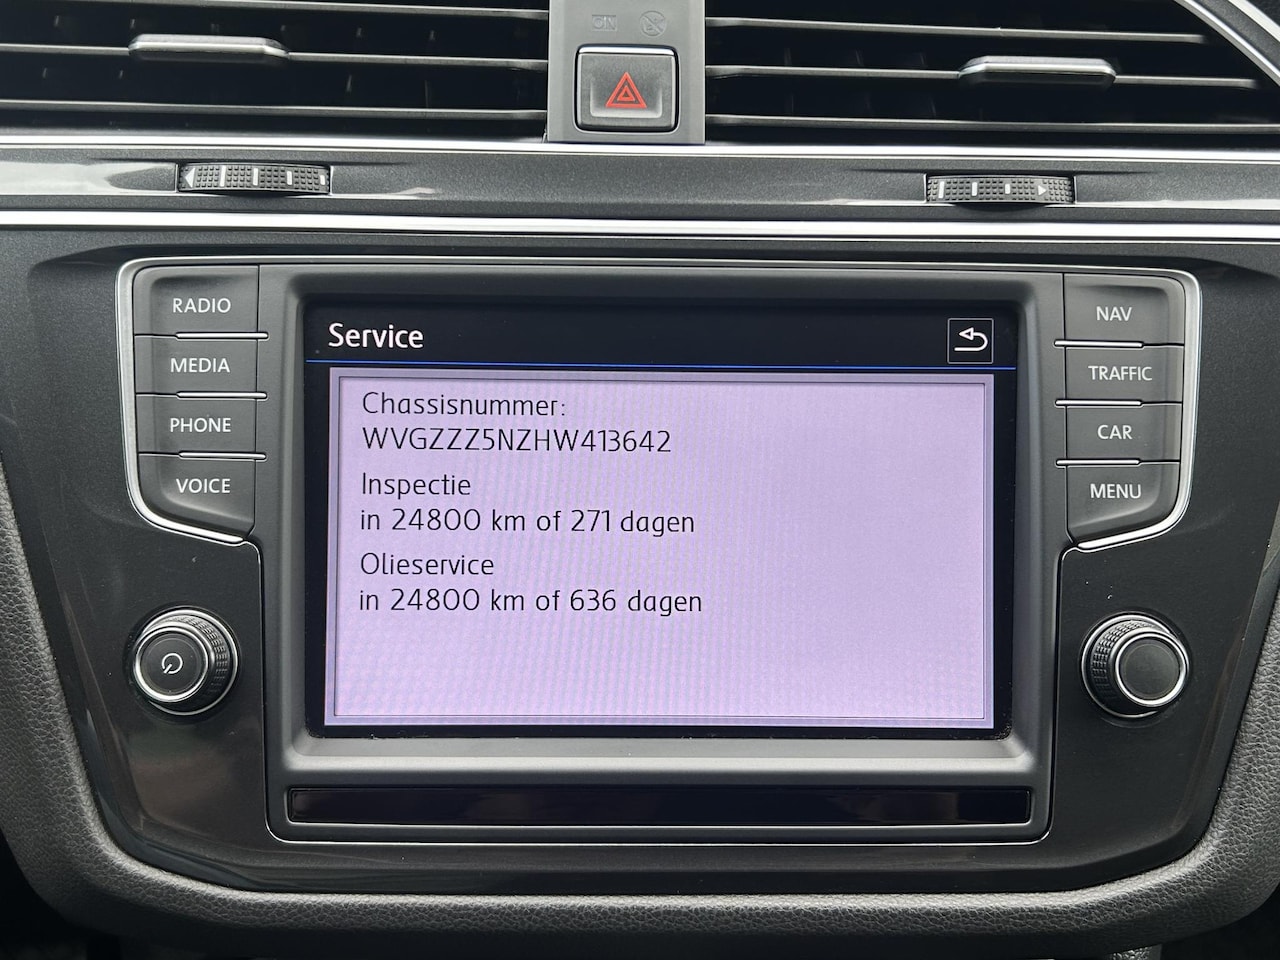 RADIO
MEDIA
PHONE
VOICE
Service
Chassisnummer:
WVGZZZ5NZHW413642
Inspectie
in 24800 km of 271 dagen
Olieservice
in 24800 km of 636 dagen
NAV
TRAFFIC
CAR
MENU